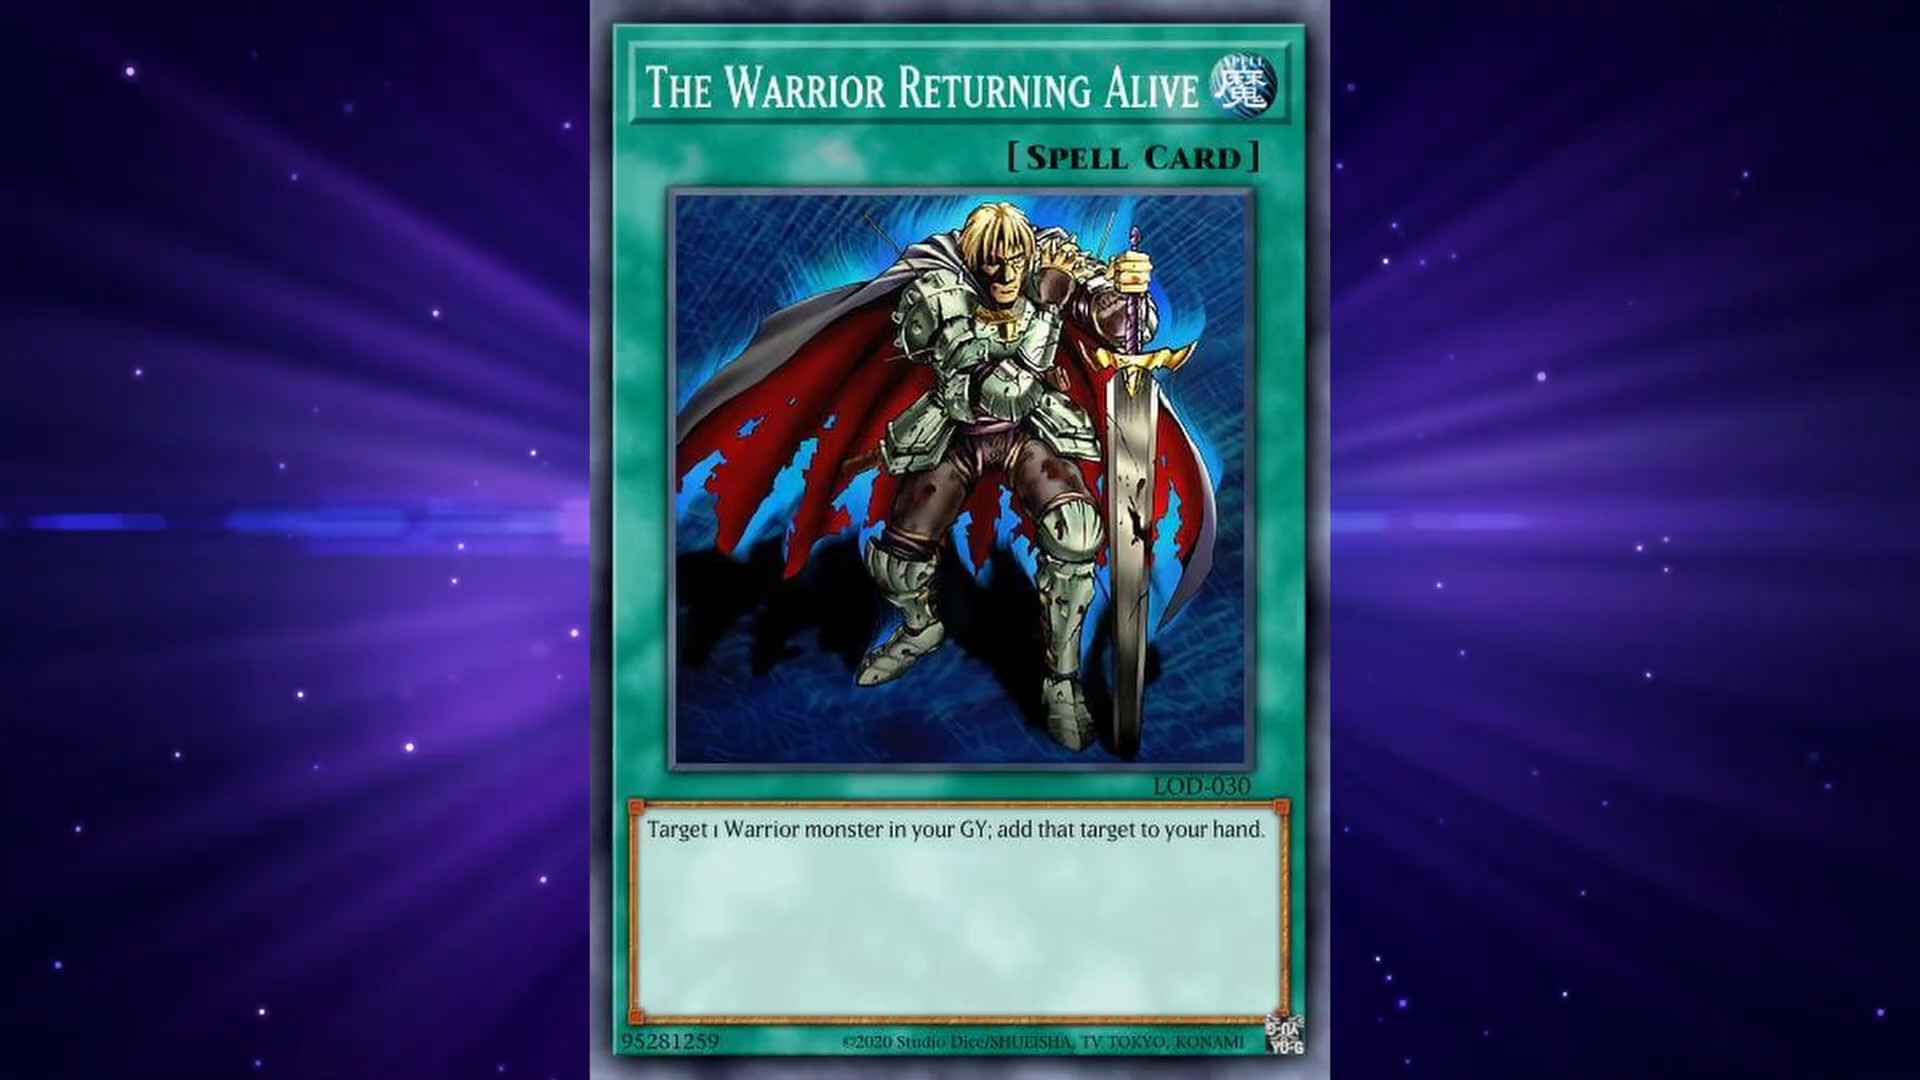 The Warrior Returning Alive
SPELL
魔
[Spell Card]
LOD-030
Target 1 Warrior monster in your GY; add that target to your hand.
95281259
©2020 Studio Dice/SHUEISHA, TV TOKYO, KONAMI